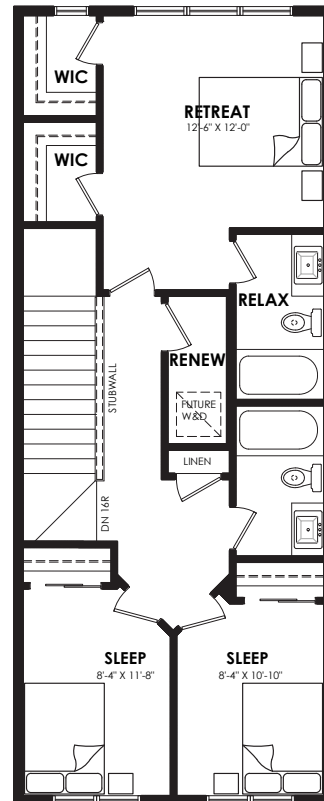 WIC
RETREAT
12'-6" X 12'-0"
WIC
RELAX
RENEW
STUBWALL
FUTURE
W&D
LINEN
DN 16R
SLEEP
8'-4" X 11'-8"
SLEEP
8'-4" X 10'-10"